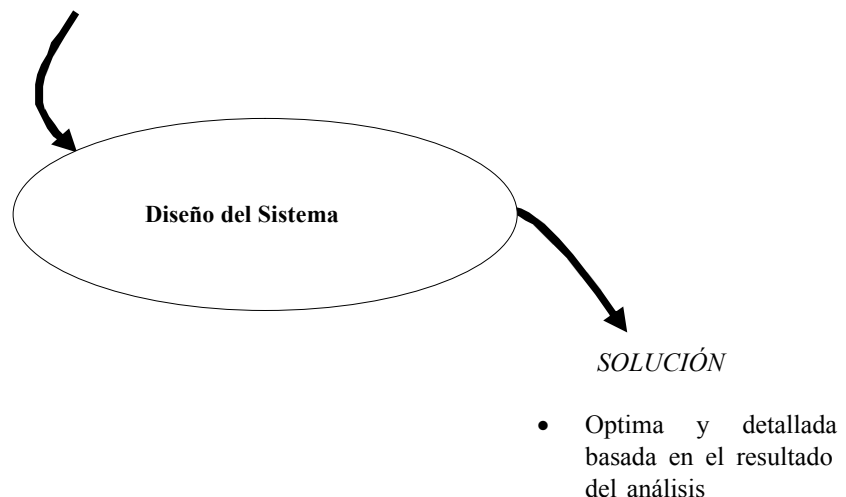 Diseño del Sistema
SOLUCIÓN
• Optima y detallada
basada en el resultado
del análisis